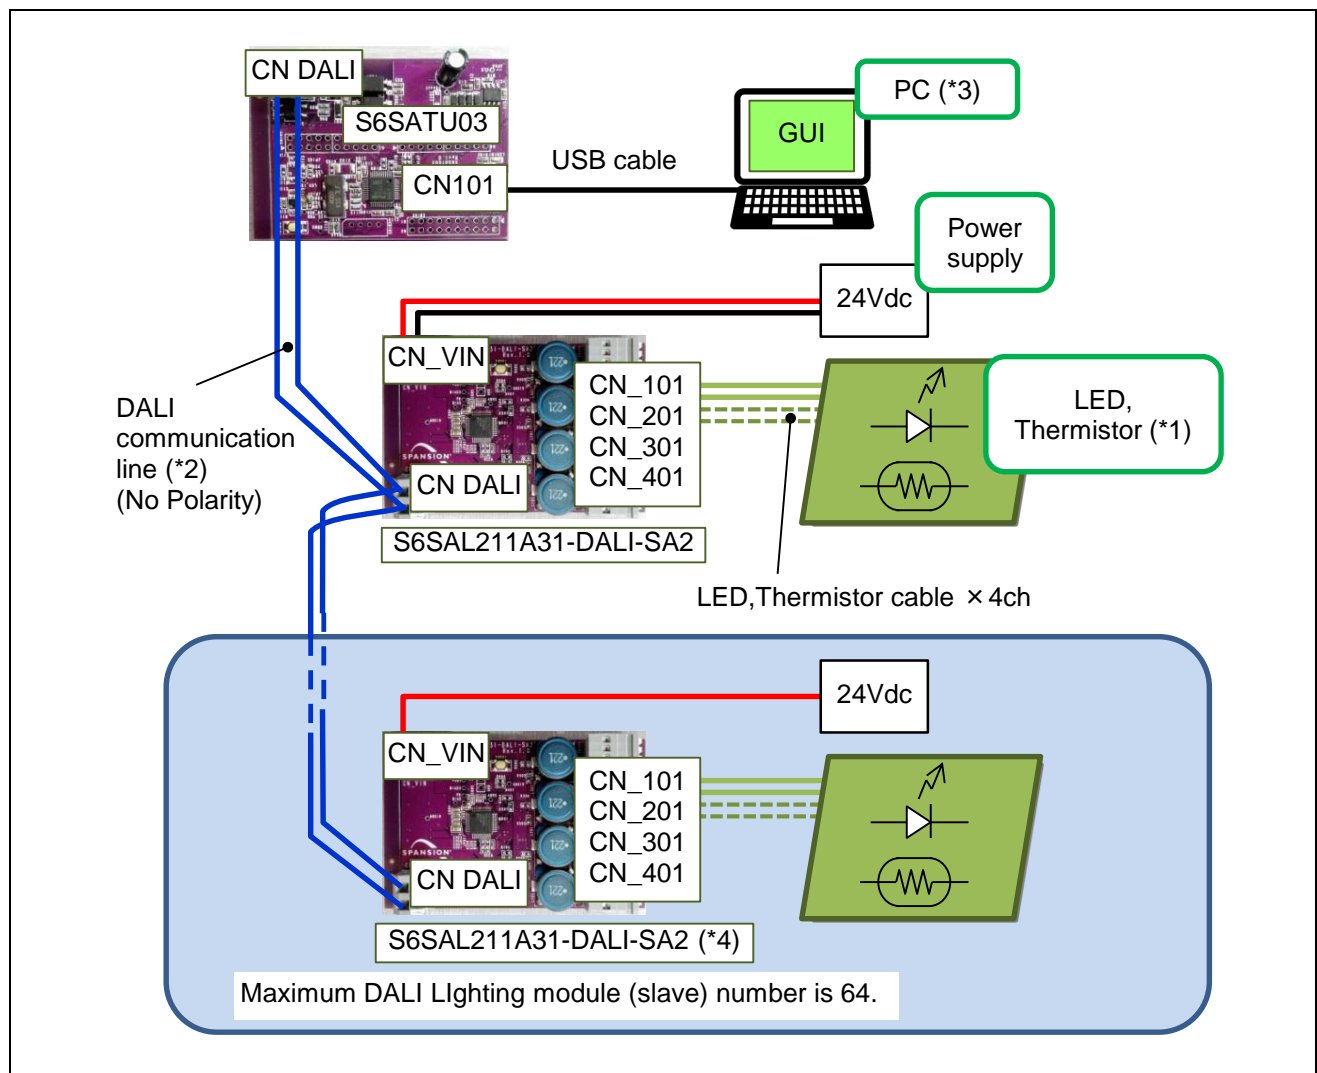 CN DALI
S6SATU03
CN101
USB cable
GUI
PC (*3)
Power
supply
24Vdc
CN_VIN
CN_101
CN_201
CN_301
CN_401
SPANSION
CN DALI
S6SAL211A31-DALI-SA2
LED,
Thermistor (*1)
DALI
communication
line (*2)
(No Polarity)
LED,Thermistor cable × 4ch
24Vdc
CN_VIN
CN_101
CN_201
CN_301
CN_401
SPANSION
CN DALI
S6SAL211A31-DALI-SA2 (*4)
Maximum DALI LIghting module (slave) number is 64.